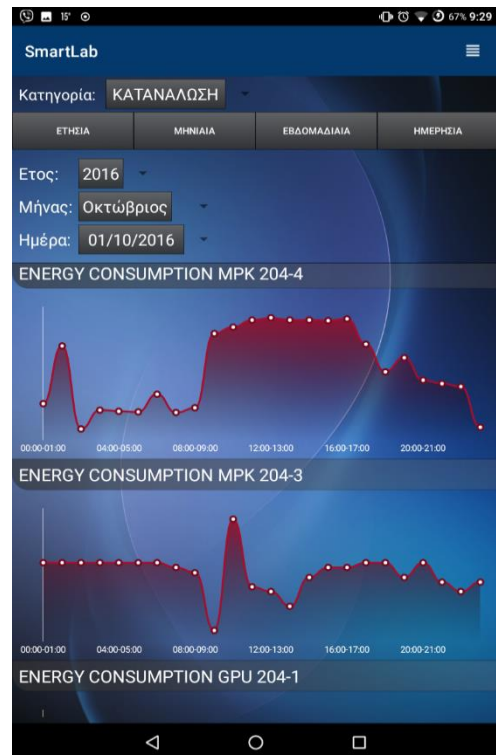 15° 67% 9:29
SmartLab
Κατηγορία: ΚΑΤΑΝΑΛΩΣΗ
ΕΤΗΣΙΑ ΜΗΝΙΑΙΑ ΕΒΔΟΜΑΔΙΑΙΑ ΗΜΕΡΗΣΙΑ
Ετος: 2016
Μήνας: Οκτώβριος
Ημέρα: 01/10/2016
ENERGY CONSUMPTION MPK 204-4
00:00-01:00 04:00-05:00 08:00-09:00 12:00-13:00 16:00-17:00 20:00-21:00
ENERGY CONSUMPTION MPK 204-3
00:00-01:00 04:00-05:00 08:00-09:00 12:00-13:00 16:00-17:00 20:00-21:00
ENERGY CONSUMPTION GPU 204-1